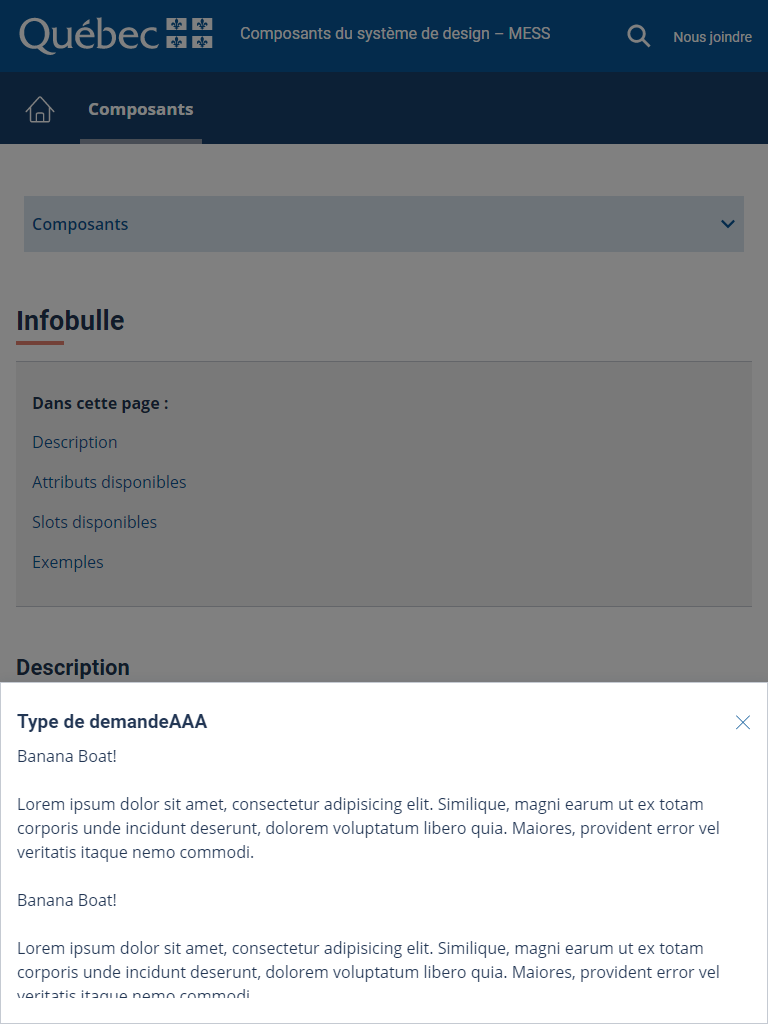 Québec
Composants du système de design – MESS
Nous joindre
Composants
Composants
Infobulle
Dans cette page :
Description
Attributs disponibles
Slots disponibles
Exemples
Description
Type de demandeAAA
Banana Boat!
Lorem ipsum dolor sit amet, consectetur adipisicing elit. Similique, magni earum ut ex totam
corporis unde incidunt deserunt, dolorem voluptatum libero quia. Maiores, provident error vel
veritatis itaque nemo commodi.
Banana Boat!
Lorem ipsum dolor sit amet, consectetur adipisicing elit. Similique, magni earum ut ex totam
corporis unde incidunt deserunt, dolorem voluptatum libero quia. Maiores, provident error vel
veritatis itaque nemo commodi.